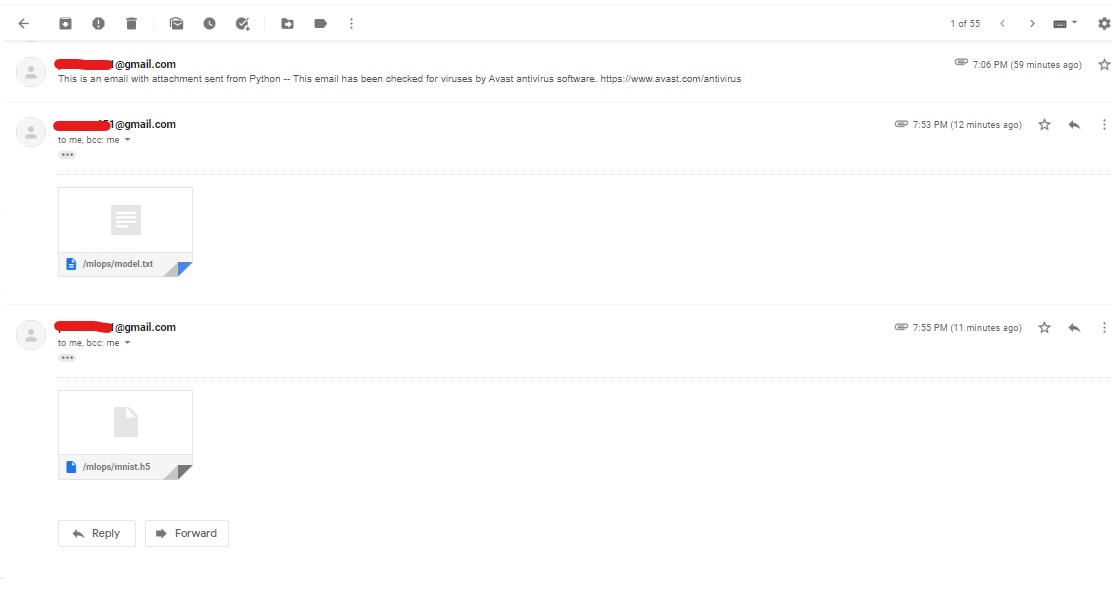 1 of 55
1@gmail.com
7:06 PM (59 minutes ago)
This is an email with attachment sent from Python -- This email has been checked for viruses by Avast antivirus software. https://www.avast.com/antivirus
51@gmail.com
7:53 PM (12 minutes ago)
to me, bcc: me
/mlops/model.txt
1@gmail.com
7:55 PM (11 minutes ago)
to me, bcc: me
/mlops/mnist.h5
Reply
Forward